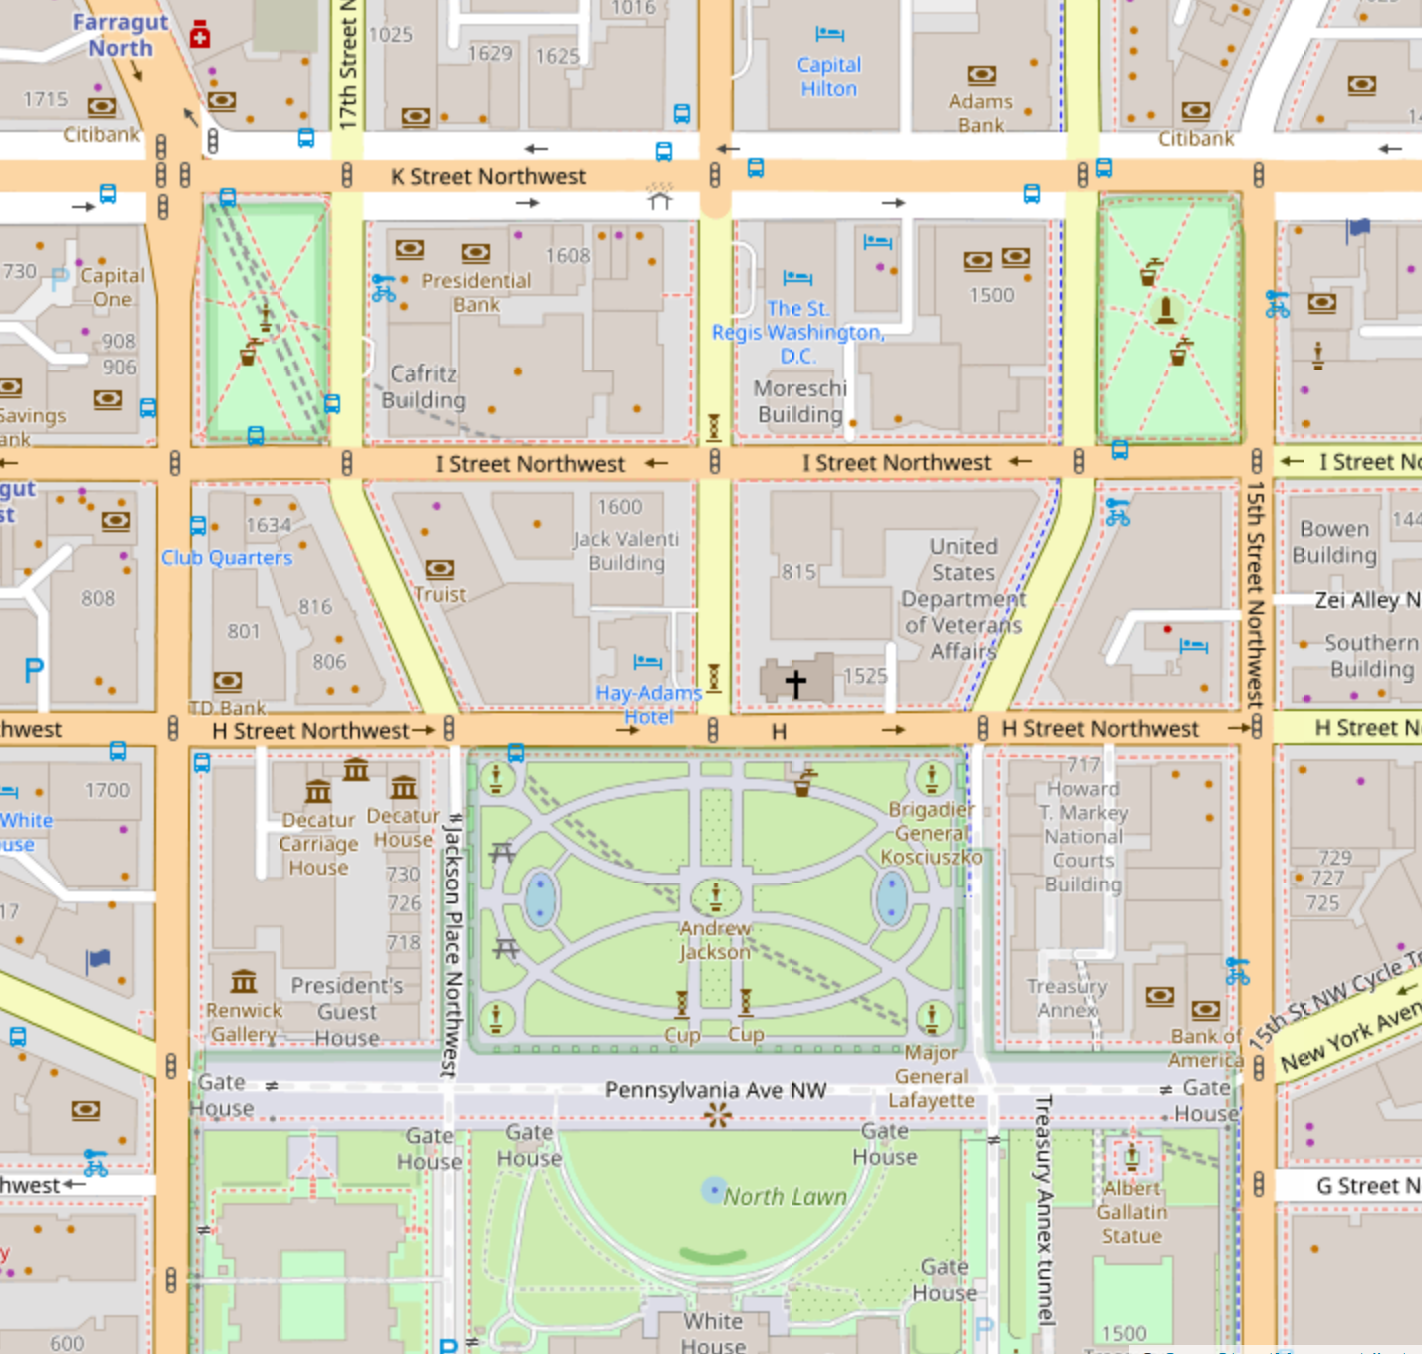 Farragut
North
1715
Citibank
17th Street N
1025
1629
1625
1016
Capital
Hilton
Adams
Bank
Citibank
K Street Northwest
730
P
Capital
One
908
906
Savings
ank
Presidential
Bank
1608
Cafritz
Building
The St.
Regis Washington,
D.C.
Moreschi
Building
1500
I Street Northwest
I Street Northwest
I Street No
gut
st
1634
Club Quarters
808
801
816
806
P
TD Bank
Truist
1600
Jack Valenti
Building
Hay-Adams
Hotel
815
1525
United
States
Department
of Veterans
Affairs
15th Street Northwest
Bowen
Building
144
Zei Alley N
Southern
Building
hwest
H Street Northwest
H
H Street Northwest
H Street No
1700
White
use
17
Decatur
Carriage
House
Decatur
House
730
726
718
Renwick
Gallery
President's
Guest
House
Jackson Place Northwest
Andrew
Jackson
Cup
Cup
Brigadier
General
Kosciuszko
Major
General
Lafayette
717
Howard
T. Markey
National
Courts
Building
Treasury
Annex
Bank of
America
729
727
725
15th St NW Cycle Tr
New York Aven
Gate
House
Pennsylvania Ave NW
Gate
House
Gate
House
Gate
House
Gate
House
North Lawn
Gate
House
White
House
Treasury Annex tunnel
Albert
Gallatin
Statue
1500
G Street N
hwest
y
600
P
P